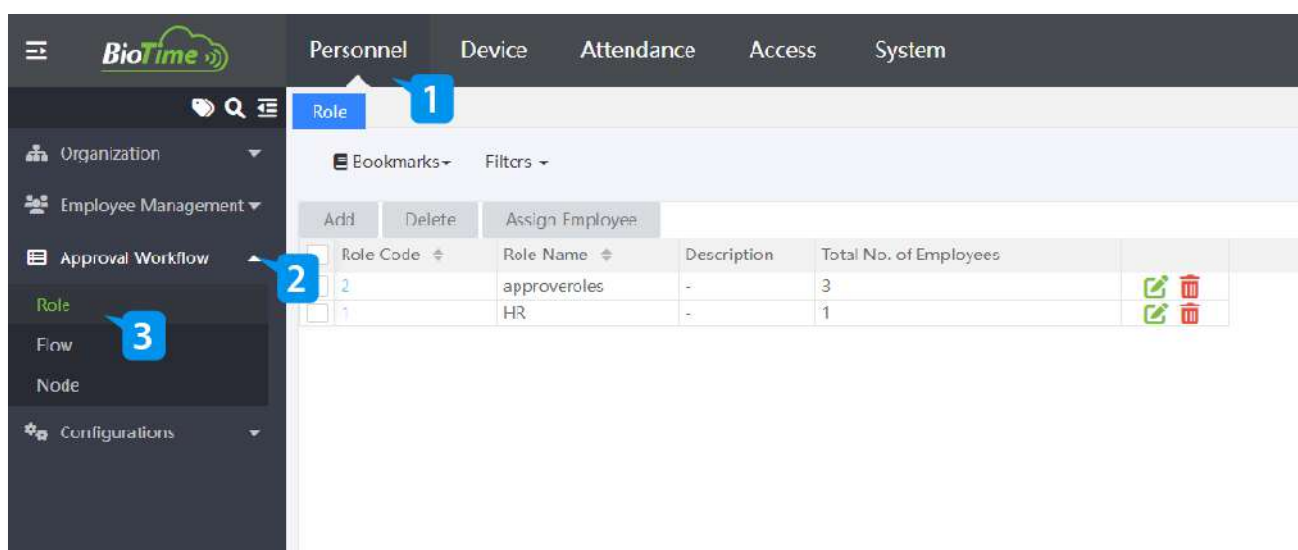 BioTime
Personnel Device Attendance Access System
1
Role
Organization
Bookmarks Filters
Employee Management
Add Delete Assign Employee
Approval Workflow
Role Code Role Name Description Total No. of Employees
2
2 approveroles - 3
Role
1 HR - 1
3
Flow
Node
Configurations